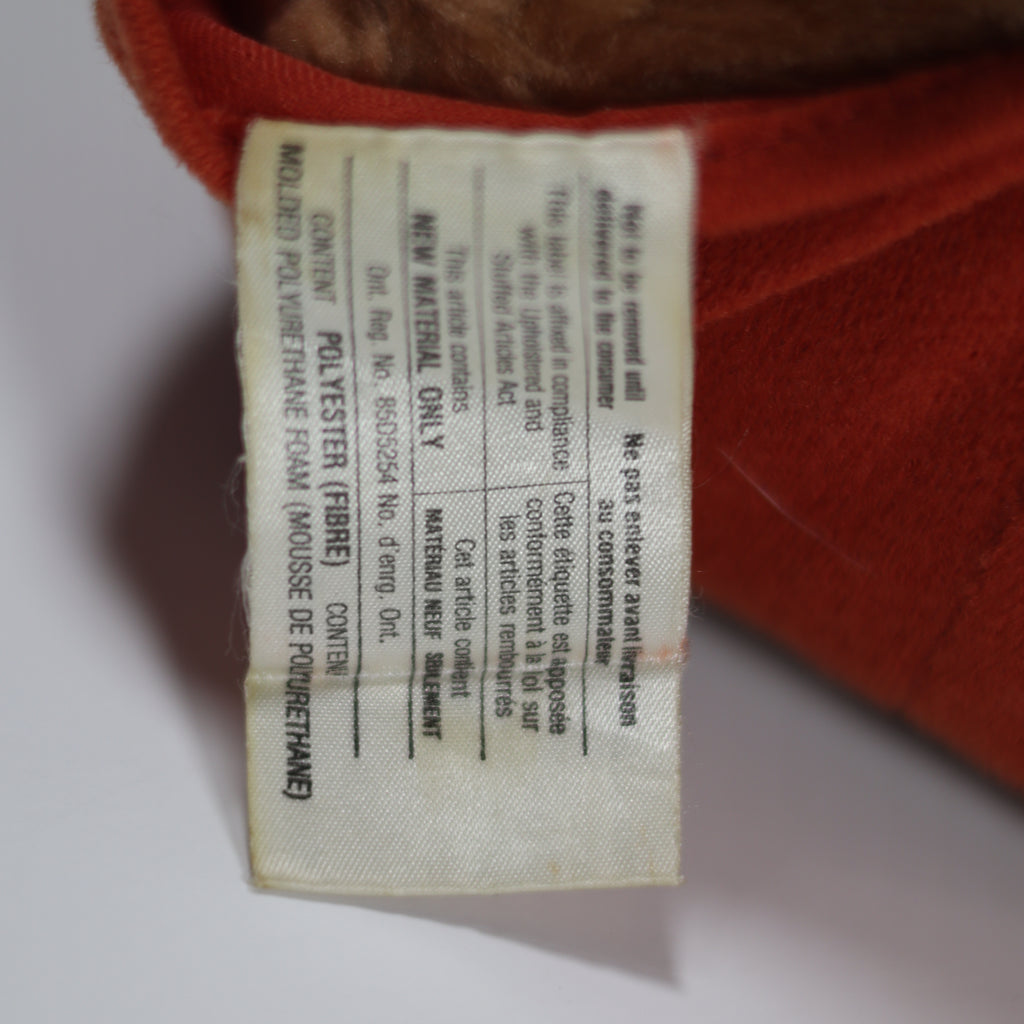 Not to be removed until
delivered to the consumer
Ne pas enlever avant livraison
au consommateur
This label is affixed in compliance
with the Upholstered and
Stuffed Articles Act
Cette étiquette est apposée
conformément à la loi sur
les articles rembourrés
This article contains
NEW MATERIAL ONLY
Cet article contient
MATÉRIAU NEUF SEULEMENT
Ont. Reg. No. 85D5254 No. d'enrg. Ont.
CONTENT POLYESTER (FIBRE) CONTENU
MOLDED POLYURETHANE FOAM (MOUSSE DE POLYURETHANE)